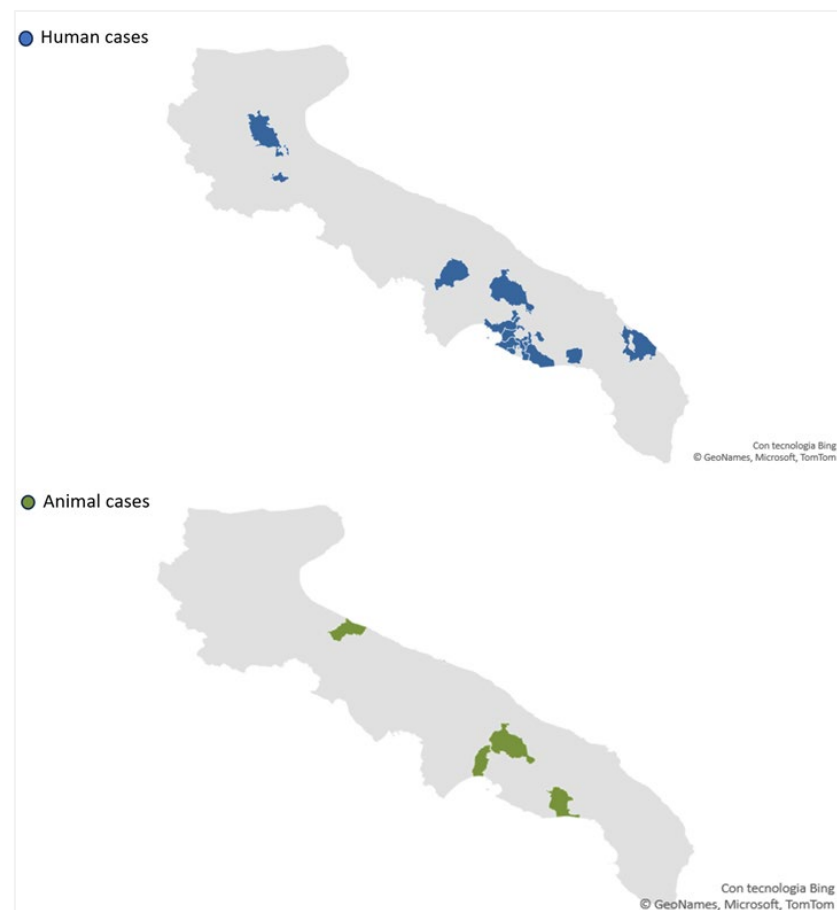 Human cases
Con tecnologia Bing
© GeoNames, Microsoft, TomTom
Animal cases
Con tecnologia Bing
© GeoNames, Microsoft, TomTom